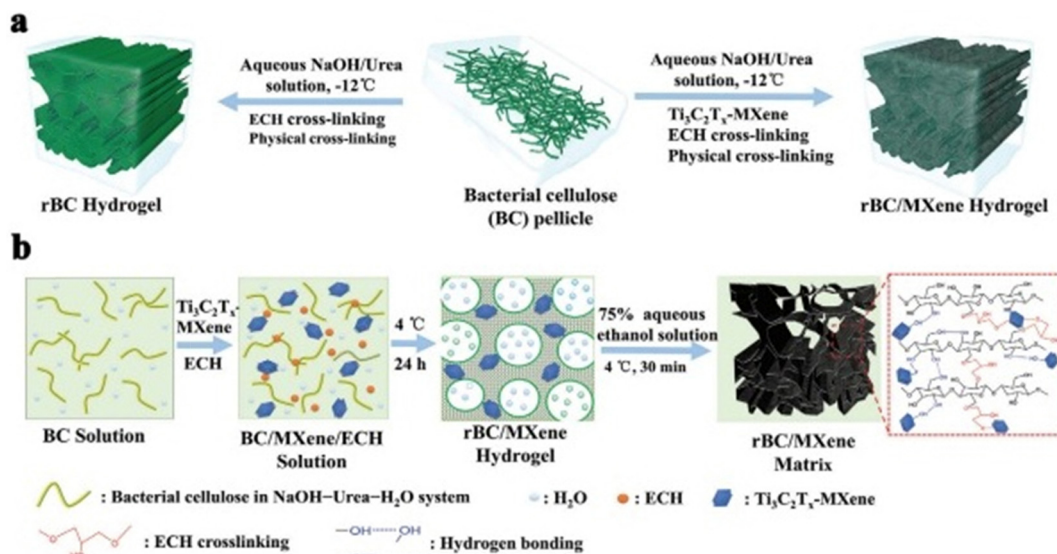 a
Aqueous NaOH/Urea
solution, -12℃
ECH cross-linking
Physical cross-linking
rBC Hydrogel
Bacterial cellulose
(BC) pellicle
Aqueous NaOH/Urea
solution, -12℃
Ti₃C₂Tₓ-MXene
ECH cross-linking
Physical cross-linking
rBC/MXene Hydrogel
b
BC Solution
Ti₃C₂Tₓ-
MXene
ECH
BC/MXene/ECH
Solution
4 ℃
24 h
rBC/MXene
Hydrogel
75% aqueous
ethanol solution
4 ℃, 30 min
rBC/MXene
Matrix
: Bacterial cellulose in NaOH−Urea−H₂O system
: H₂O
: ECH
: Ti₃C₂Tₓ-MXene
: ECH crosslinking
—OH
OH
: Hydrogen bonding